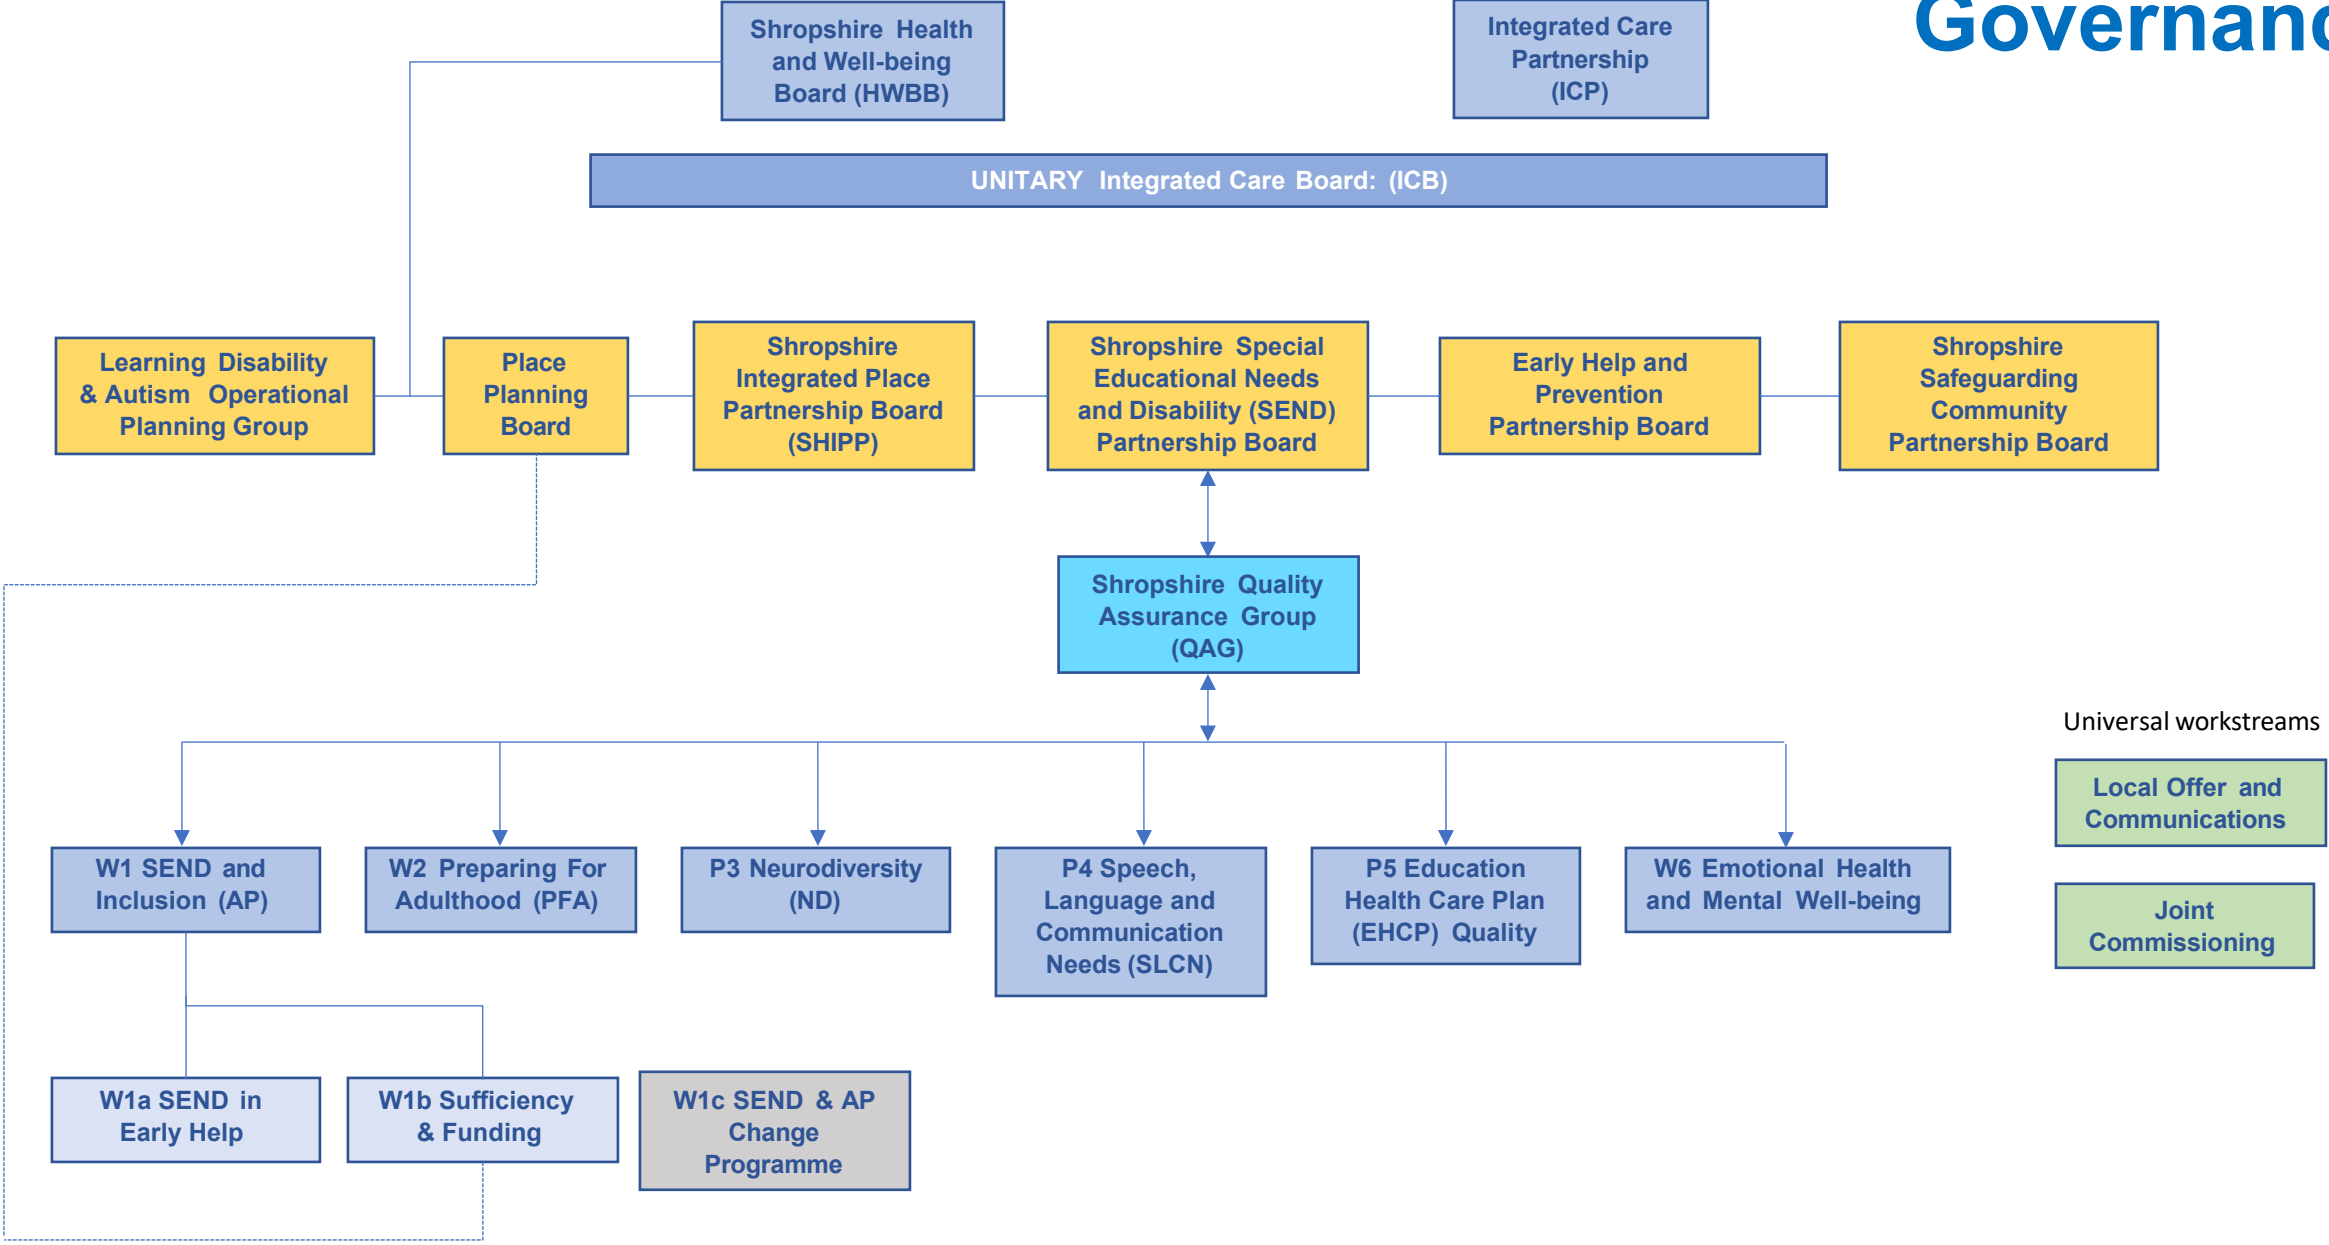 Governanc
Shropshire Health
and Well-being
Board (HWBB)
Integrated Care
Partnership
(ICP)
UNITARY Integrated Care Board: (ICB)
Learning Disability
& Autism Operational
Planning Group
Place
Planning
Board
Shropshire
Integrated Place
Partnership Board
(SHIPP)
Shropshire Special
Educational Needs
and Disability (SEND)
Partnership Board
Early Help and
Prevention
Partnership Board
Shropshire
Safeguarding
Community
Partnership Board
Shropshire Quality
Assurance Group
(QAG)
Universal workstreams
Local Offer and
Communications
Joint
Commissioning
W1 SEND and
Inclusion (AP)
W2 Preparing For
Adulthood (PFA)
P3 Neurodiversity
(ND)
P4 Speech,
Language and
Communication
Needs (SLCN)
P5 Education
Health Care Plan
(EHCP) Quality
W6 Emotional Health
and Mental Well-being
W1a SEND in
Early Help
W1b Sufficiency
& Funding
W1c SEND & AP
Change
Programme